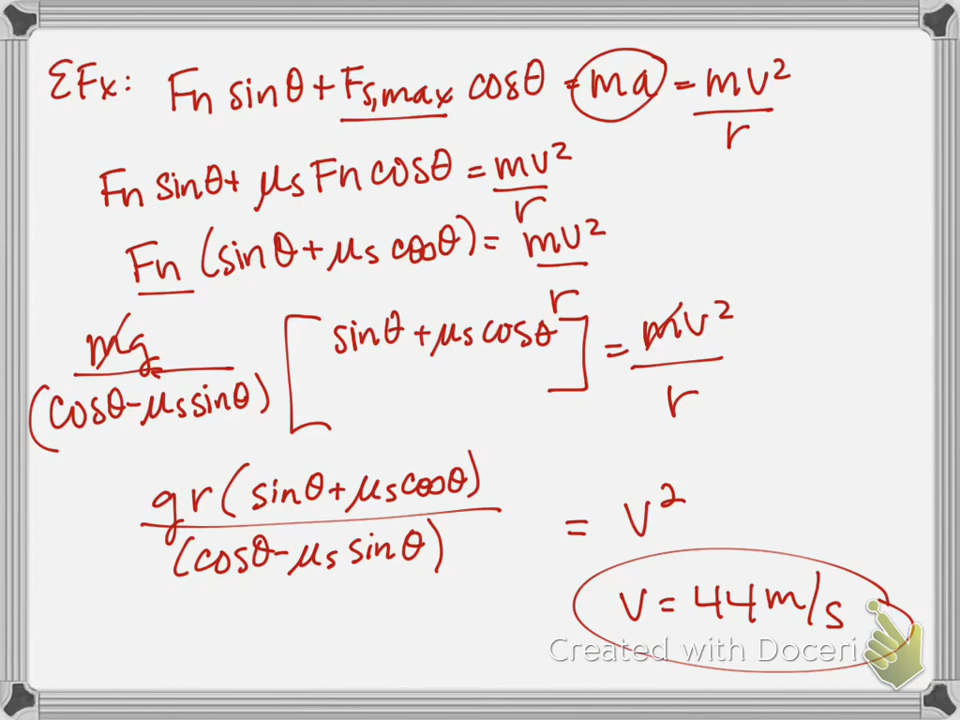 ΣFx: Fn sinθ + Fs,max cosθ = ma = mv²/r
Fn sinθ + μs Fn cosθ = mv²/r
Fn (sinθ + μs cosθ) = mv²/r
mg/(cosθ - μs sinθ) [sinθ + μs cosθ] = mv²/r
gr(sinθ + μs cosθ)/(cosθ - μs sinθ) = v²
v = 44 m/s
Created with Doceri